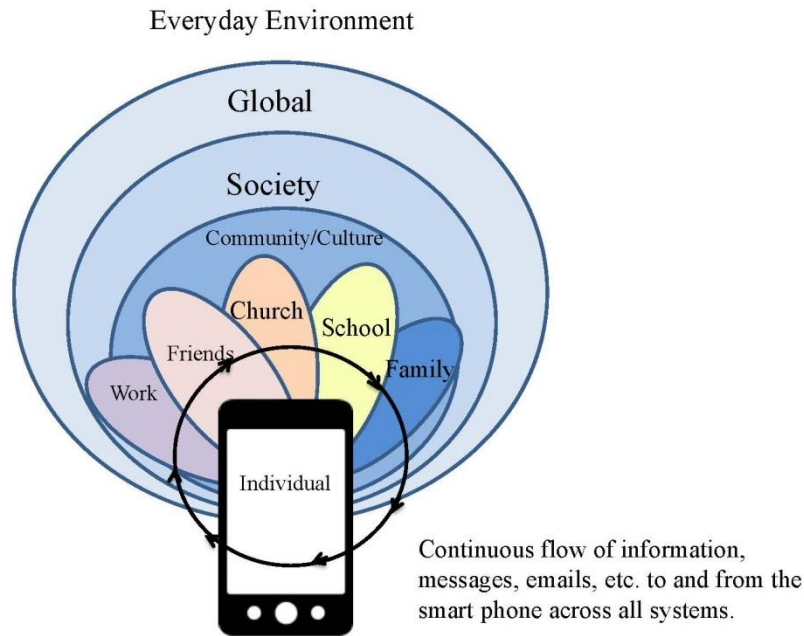 Everyday Environment
Global
Society
Community/Culture
Church
School
Friends
Family
Work
Individual
Continuous flow of information,
messages, emails, etc. to and from the
smart phone across all systems.